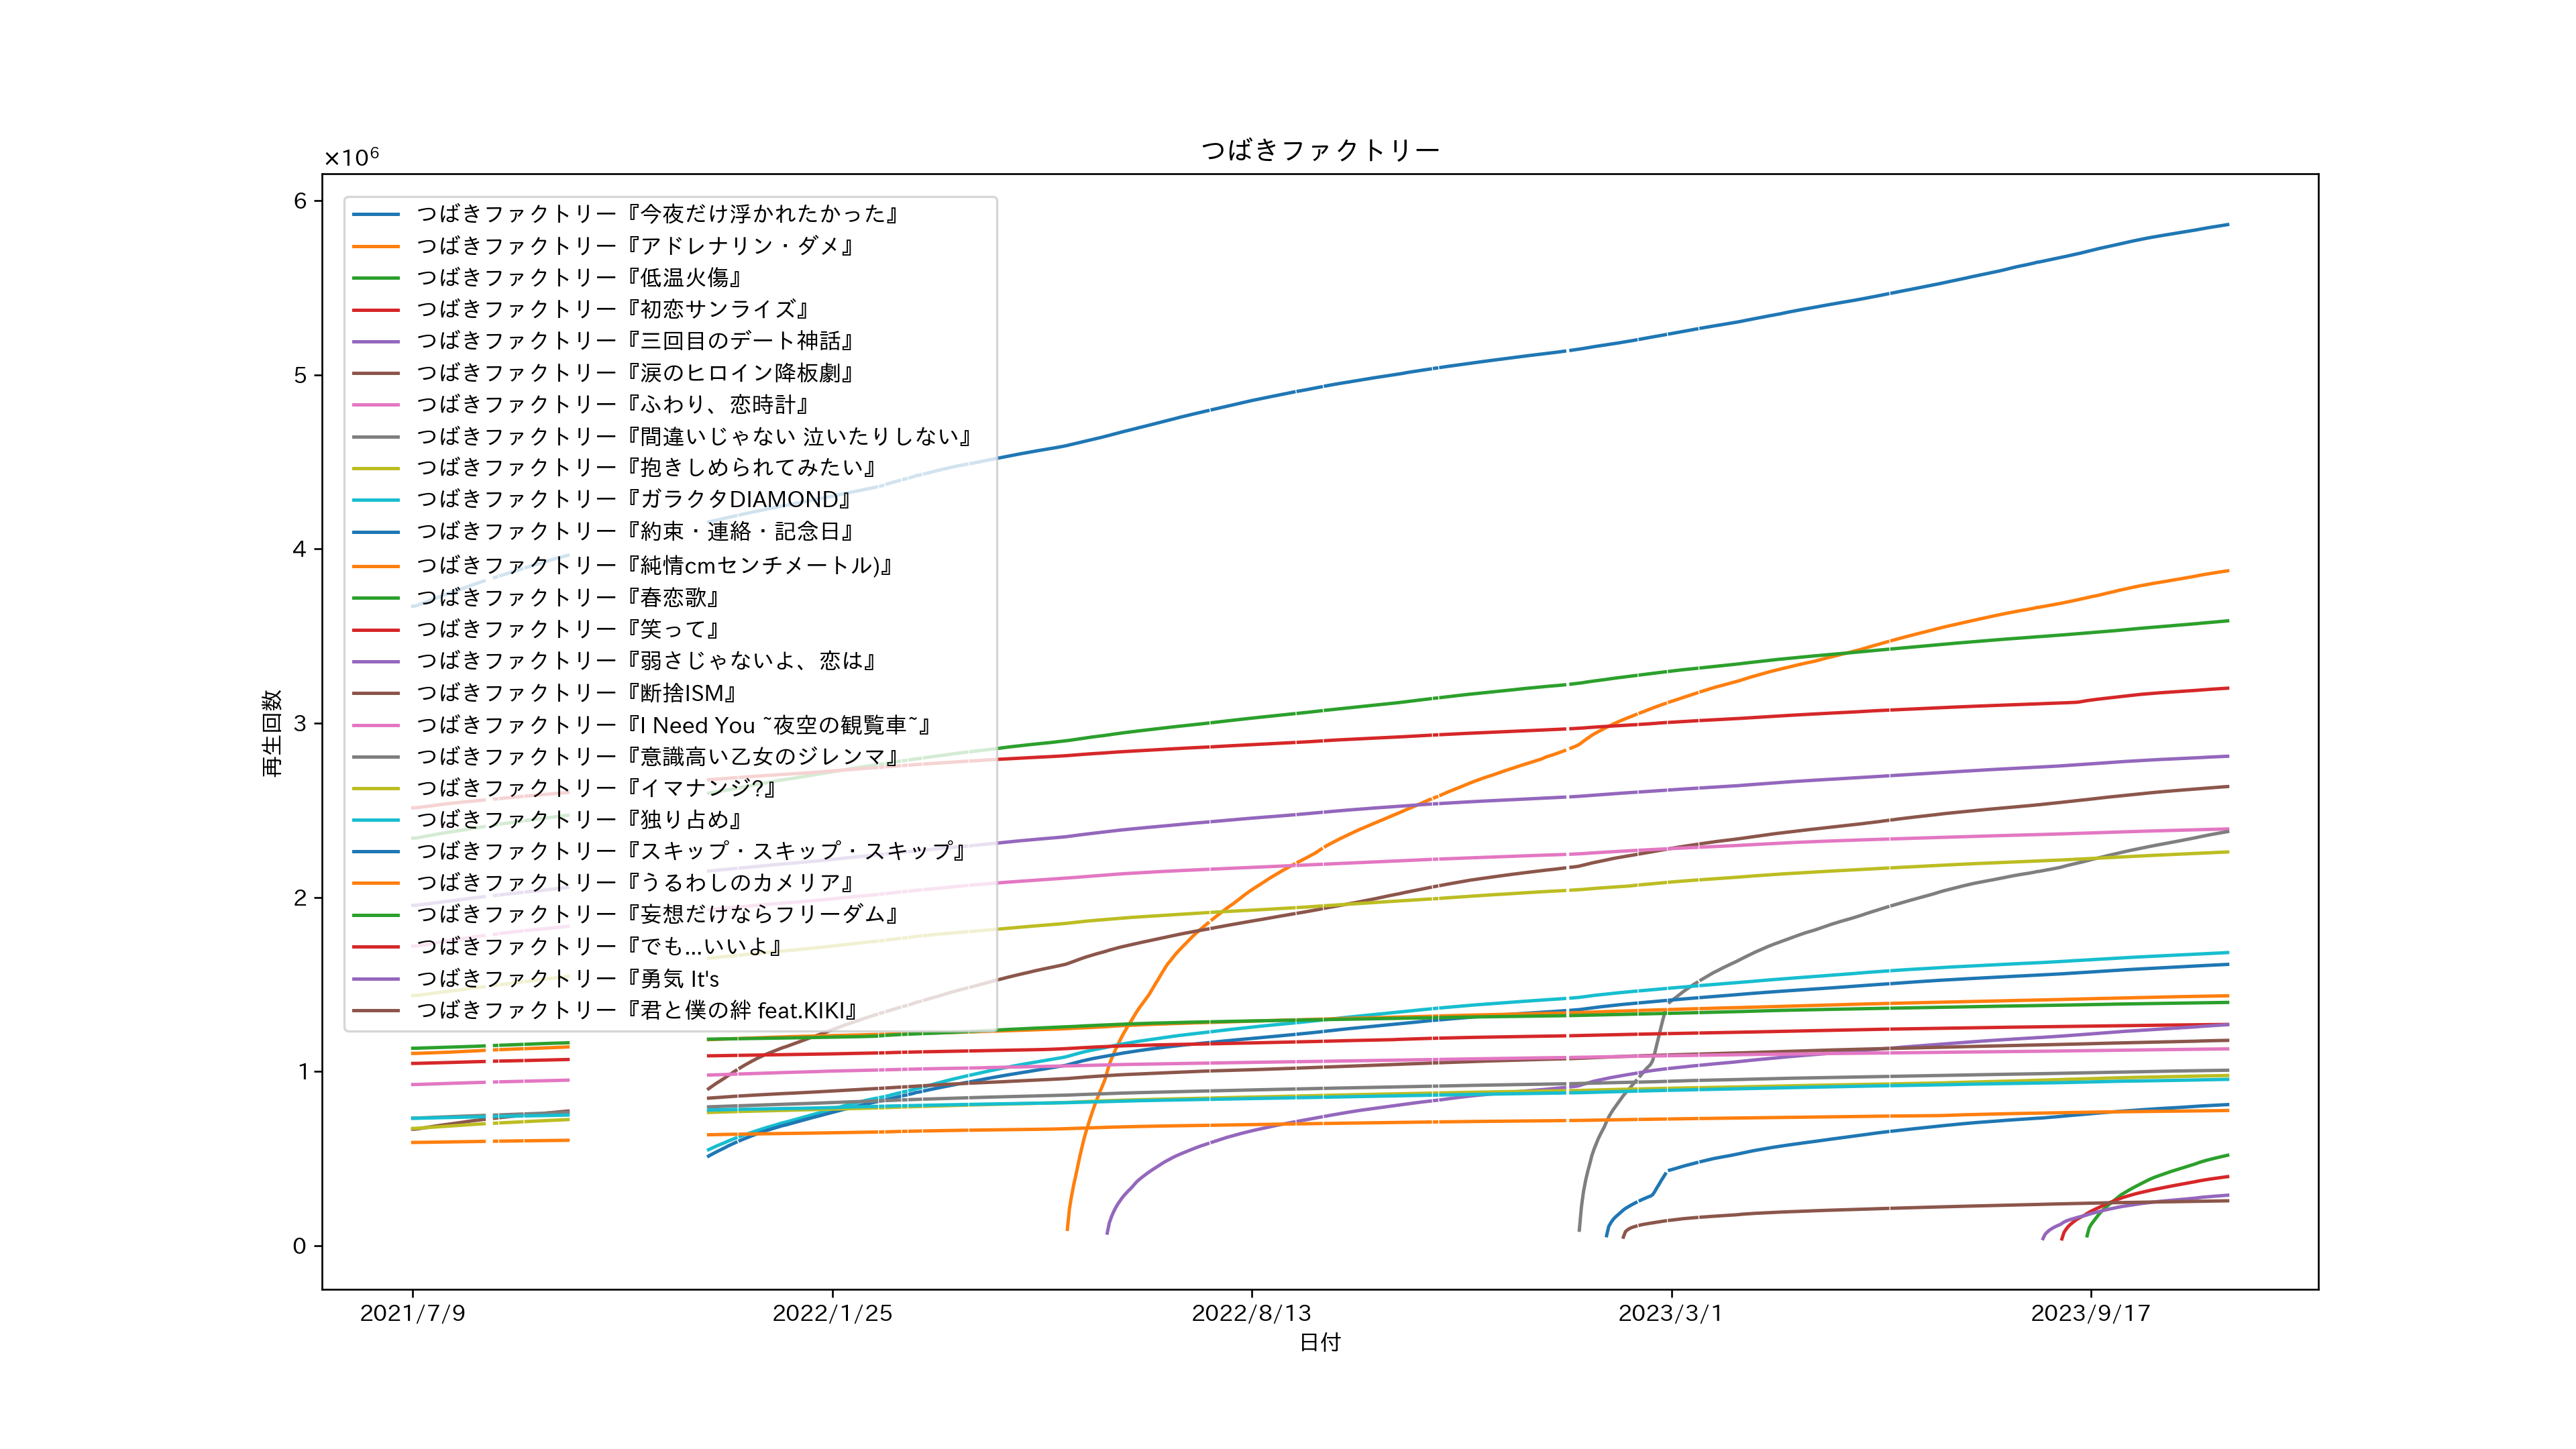 つばきファクトリー
×10⁶
6
5
4
3
2
1
0
再生回数
つばきファクトリー『今夜だけ浮かれたかった』
つばきファクトリー『アドレナリン・ダメ』
つばきファクトリー『低温火傷』
つばきファクトリー『初恋サンライズ』
つばきファクトリー『三回目のデート神話』
つばきファクトリー『涙のヒロイン降板劇』
つばきファクトリー『ふわり、恋時計』
つばきファクトリー『間違いじゃない 泣いたりしない』
つばきファクトリー『抱きしめられてみたい』
つばきファクトリー『ガラクタDIAMOND』
つばきファクトリー『約束・連絡・記念日』
つばきファクトリー『純情cmセンチメートル)』
つばきファクトリー『春恋歌』
つばきファクトリー『笑って』
つばきファクトリー『弱さじゃないよ、恋は』
つばきファクトリー『断捨ISM』
つばきファクトリー『I Need You ~夜空の観覧車~』
つばきファクトリー『意識高い乙女のジレンマ』
つばきファクトリー『イマナンジ?』
つばきファクトリー『独り占め』
つばきファクトリー『スキップ・スキップ・スキップ』
つばきファクトリー『うるわしのカメリア』
つばきファクトリー『妄想だけならフリーダム』
つばきファクトリー『でも...いいよ』
つばきファクトリー『勇気 It's
つばきファクトリー『君と僕の絆 feat.KIKI』
2021/7/9 2022/1/25 2022/8/13 2023/3/1 2023/9/17
日付